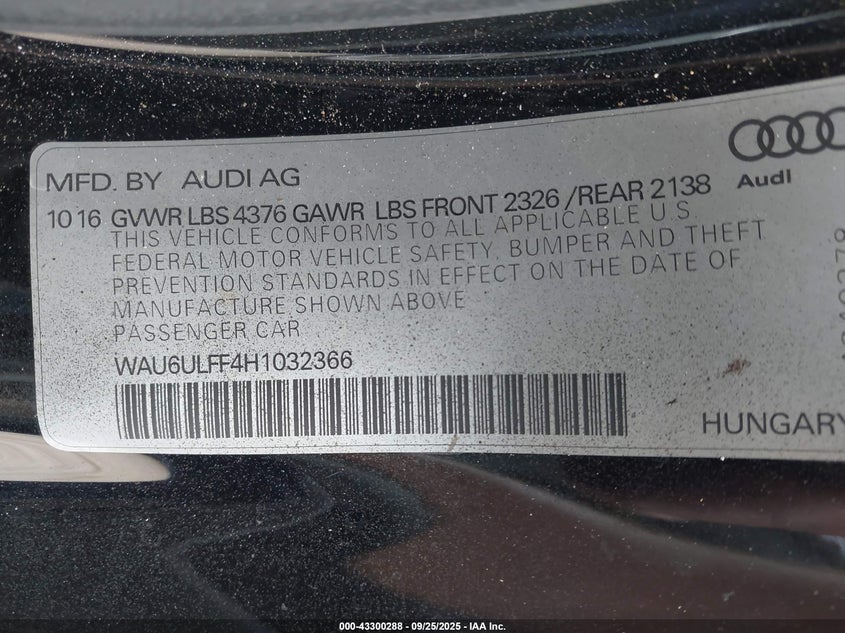 MFD. BY AUDI AG
Audi
10 16 GVWR LBS 4376 GAWR LBS FRONT 2326 / REAR 2138
THIS VEHICLE CONFORMS TO ALL APPLICABLE U.S.
FEDERAL MOTOR VEHICLE SAFETY, BUMPER AND THEFT
PREVENTION STANDARDS IN EFFECT ON THE DATE OF
MANUFACTURE SHOWN ABOVE
PASSENGER CAR
WAU6ULFF4H1032366
HUNGARY
000-43300288 - 09/25/2025 - IAA Inc.